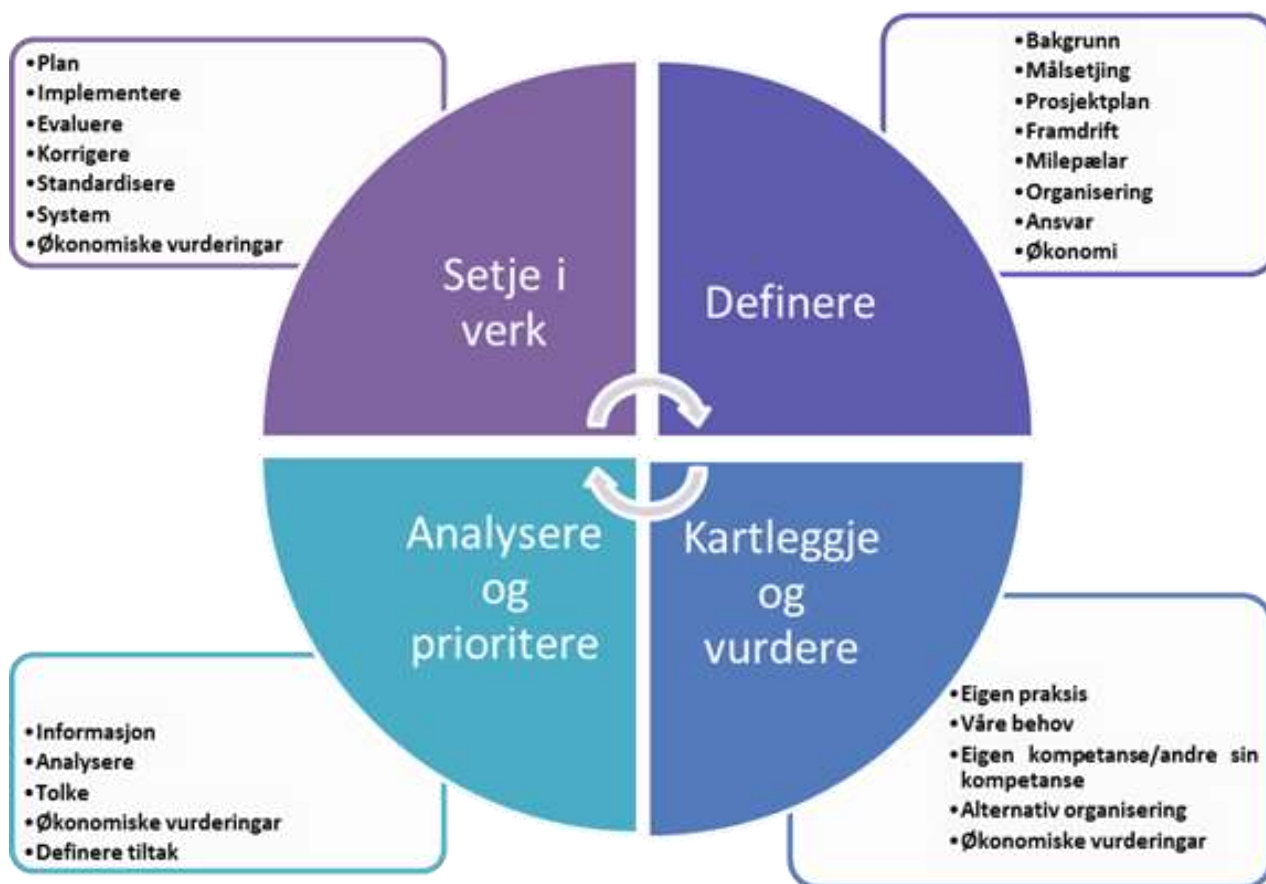 •Plan
•Implementere
•Evaluere
•Korrigere
•Standardisere
•System
•Økonomiske vurderingar
•Bakgrunn
•Målsetjing
•Prosjektplan
•Framdrift
•Milepælar
•Organisering
•Ansvar
•Økonomi
Setje i
verk
Definere
Analysere
og
prioritere
Kartleggje
og
vurdere
•Informasjon
•Analysere
•Tolke
•Økonomiske vurderingar
•Definere tiltak
•Eigen praksis
•Våre behov
•Eigen kompetanse/andre sin
kompetanse
•Alternativ organisering
•Økonomiske vurderingar